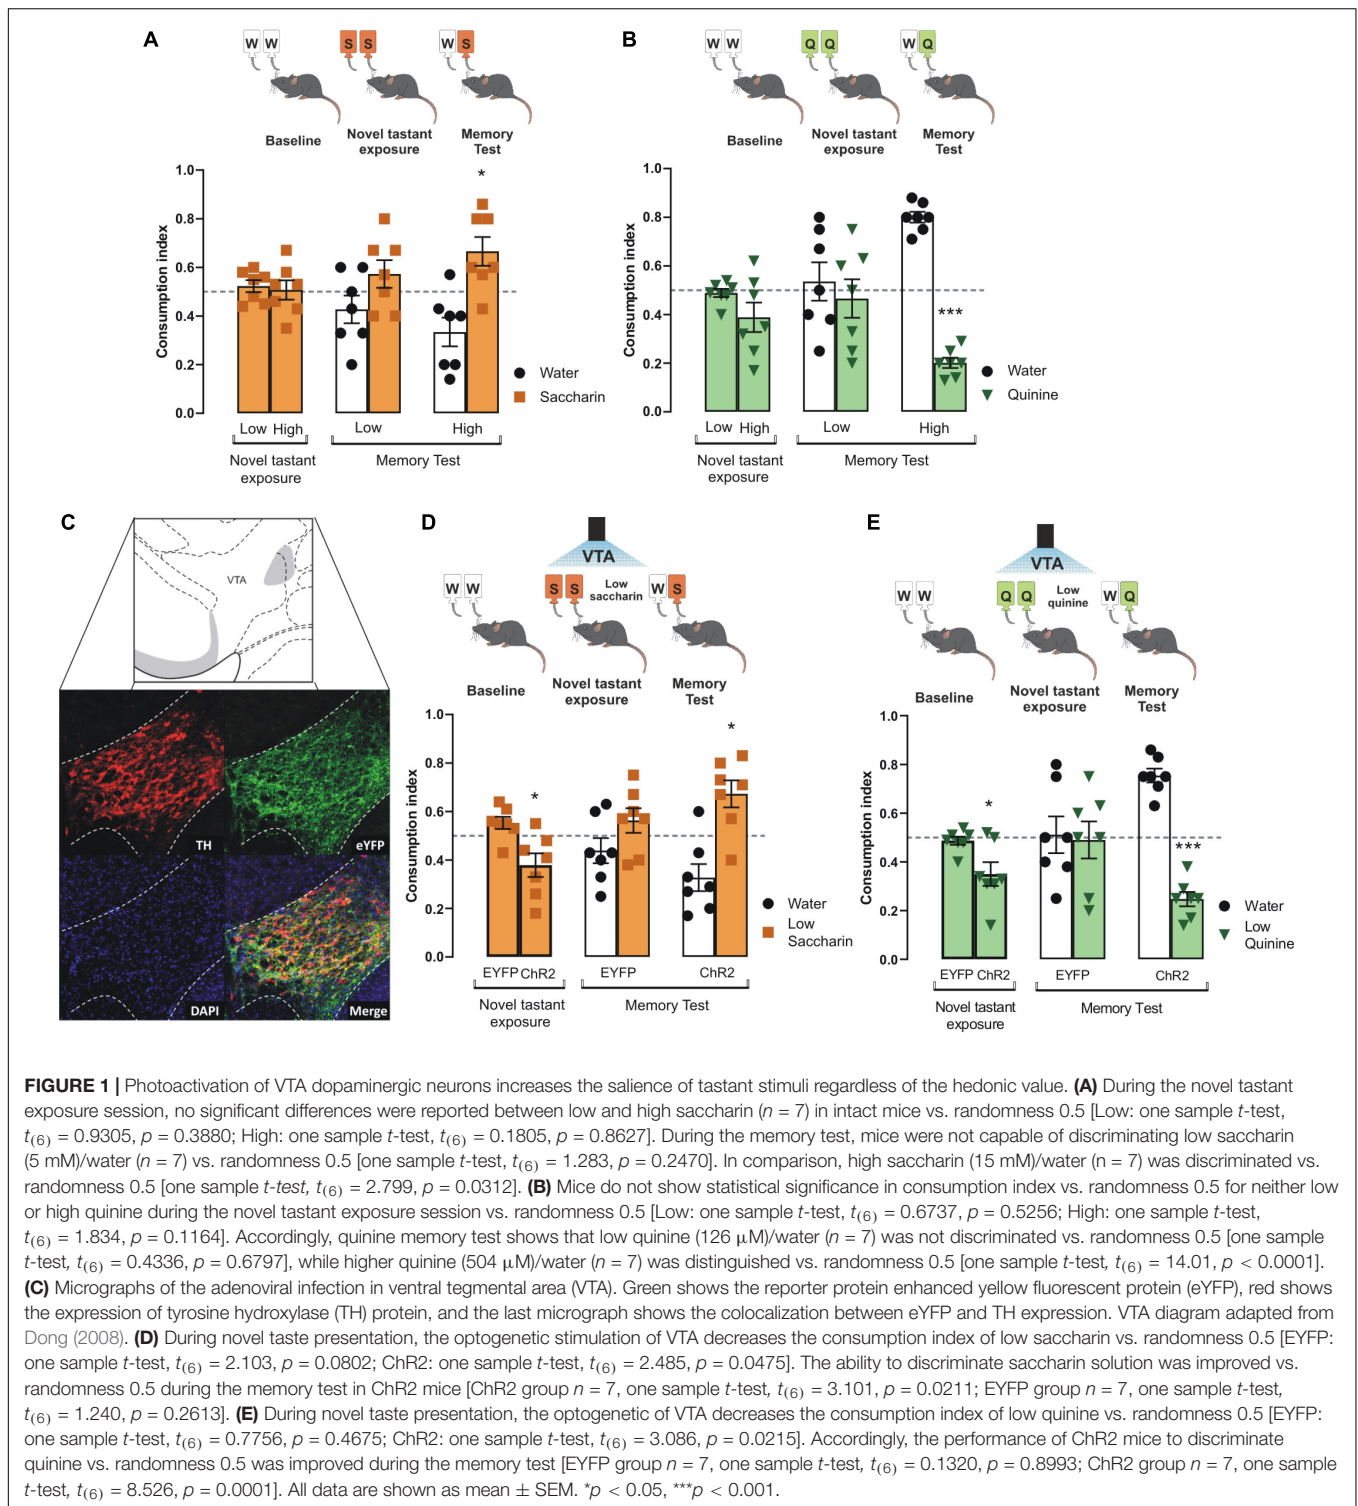 A
W W
S S
W S
Baseline
Novel tastant
exposure
Memory
Test
1.0
0.8
0.6
0.4
0.2
0.0
Consumption index
*
Water
Saccharin
Low High
Low
High
Novel tastant
exposure
Memory Test
B
W W
Q Q
W Q
Baseline
Novel tastant
exposure
Memory
Test
1.0
0.8
0.6
0.4
0.2
0.0
Consumption index
***
Water
Quinine
Low High
Low
High
Novel tastant
exposure
Memory Test
C
VTA
TH
eYFP
DAPI
Merge
D
VTA
W W
S S
Low
saccharin
W S
Baseline
Novel tastant
exposure
Memory
Test
1.0
0.8
0.6
0.4
0.2
0.0
Consumption index
*
*
Water
Low
Saccharin
EYFP ChR2
EYFP
ChR2
Novel tastant
exposure
Memory Test
E
VTA
W W
Q Q
Low
quinine
W Q
Baseline
Novel tastant
exposure
Memory
Test
1.0
0.8
0.6
0.4
0.2
0.0
Consumption index
*
***
Water
Low
Quinine
EYFP ChR2
EYFP
ChR2
Novel tastant
exposure
Memory Test
FIGURE 1 | Photoactivation of VTA dopaminergic neurons increases the salience of tastant stimuli regardless of the hedonic value. (A) During the novel tastant
exposure session, no significant differences were reported between low and high saccharin (n = 7) in intact mice vs. randomness 0.5 [Low: one sample t-test,
t(6) = 0.9305, p = 0.3880; High: one sample t-test, t(6) = 0.1805, p = 0.8627]. During the memory test, mice were not capable of discriminating low saccharin
(5 mM)/water (n = 7) vs. randomness 0.5 [one sample t-test, t(6) = 1.283, p = 0.2470]. In comparison, high saccharin (15 mM)/water (n = 7) was discriminated vs.
randomness 0.5 [one sample t-test, t(6) = 2.799, p = 0.0312]. (B) Mice do not show statistical significance in consumption index vs. randomness 0.5 for neither low
or high quinine during the novel tastant exposure session vs. randomness 0.5 [Low: one sample t-test, t(6) = 0.6737, p = 0.5256; High: one sample t-test,
t(6) = 1.834, p = 0.1164]. Accordingly, quinine memory test shows that low quinine (126 μM)/water (n = 7) was not discriminated vs. randomness 0.5 [one sample
t-test, t(6) = 0.4336, p = 0.6797], while higher quinine (504 μM)/water (n = 7) was distinguished vs. randomness 0.5 [one sample t-test, t(6) = 14.01, p < 0.0001].
(C) Micrographs of the adenoviral infection in ventral tegmental area (VTA). Green shows the reporter protein enhanced yellow fluorescent protein (eYFP), red shows
the expression of tyrosine hydroxylase (TH) protein, and the last micrograph shows the colocalization between eYFP and TH expression. VTA diagram adapted from
Dong (2008). (D) During novel taste presentation, the optogenetic stimulation of VTA decreases the consumption index of low saccharin vs. randomness 0.5 [EYFP:
one sample t-test, t(6) = 2.103, p = 0.0802; ChR2: one sample t-test, t(6) = 2.485, p = 0.0475]. The ability to discriminate saccharin solution was improved vs.
randomness 0.5 during the memory test in ChR2 mice [ChR2 group n = 7, one sample t-test, t(6) = 3.101, p = 0.0211; EYFP group n = 7, one sample t-test,
t(6) = 1.240, p = 0.2613]. (E) During novel taste presentation, the optogenetic of VTA decreases the consumption index of low quinine vs. randomness 0.5 [EYFP:
one sample t-test, t(6) = 0.7756, p = 0.4675; ChR2: one sample t-test, t(6) = 3.086, p = 0.0215]. Accordingly, the performance of ChR2 mice to discriminate
quinine vs. randomness 0.5 was improved during the memory test [EYFP group n = 7, one sample t-test, t(6) = 0.1320, p = 0.8993; ChR2 group n = 7, one sample
t-test, t(6) = 8.526, p = 0.0001]. All data are shown as mean ± SEM. *p < 0.05, ***p < 0.001.